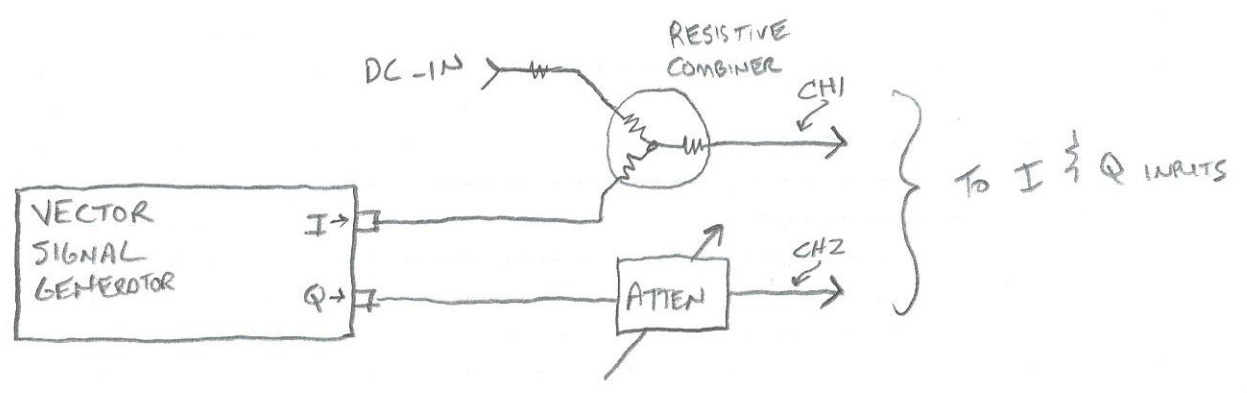 RESISTIVE
COMBINER
DC-IN
CH1
TO I & Q INPUTS
VECTOR
SIGNAL
GENERATOR
I→
Q→
ATTEN
CH2